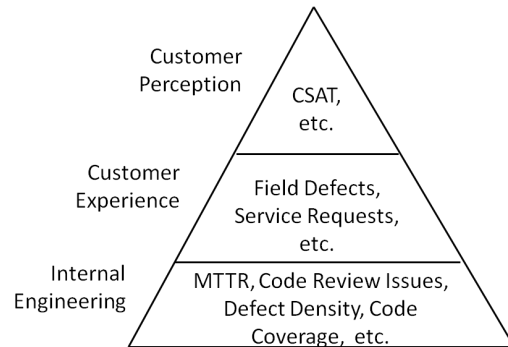 Customer
Perception
CSAT,
etc.
Customer
Experience
Field Defects,
Service Requests,
etc.
Internal
Engineering
MTTR, Code Review Issues,
Defect Density, Code
Coverage, etc.